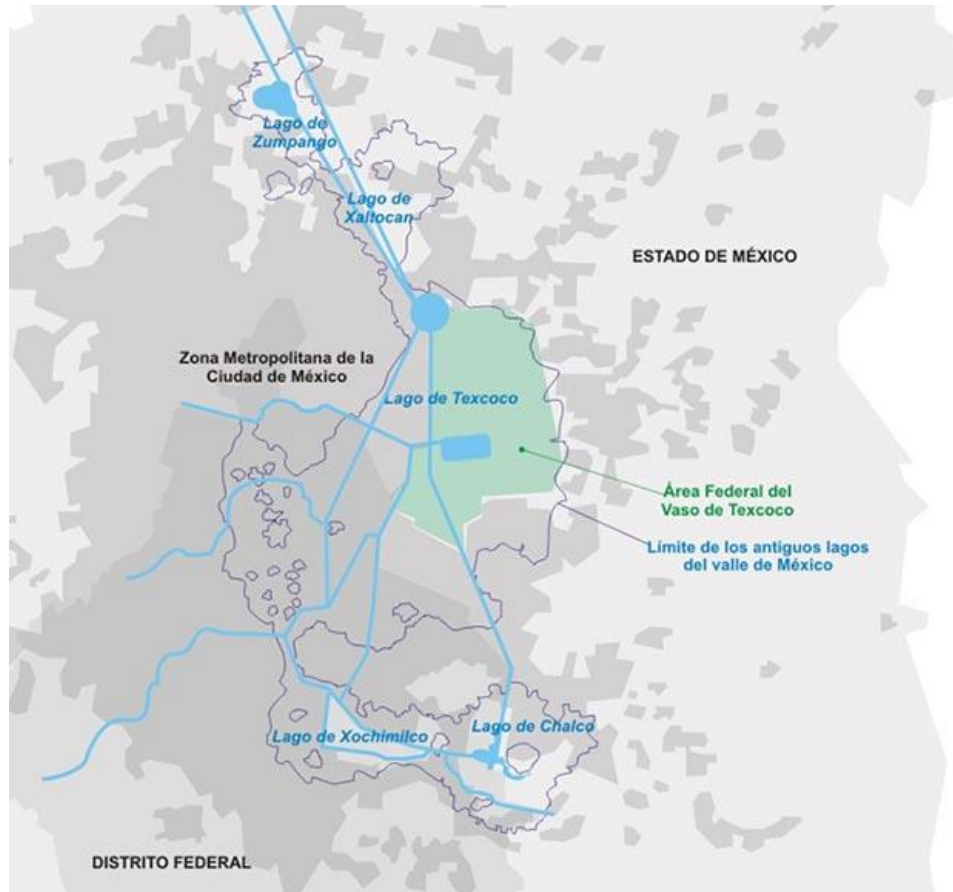 Lago de
Zumpango
Lago de
Xaltocan
ESTADO DE MÉXICO
Zona Metropolitana de la
Ciudad de México
Lago de Texcoco
Área Federal del
Vaso de Texcoco
Límite de los antiguos lagos
del valle de México
Lago de Xochimilco
Lago de Chalco
DISTRITO FEDERAL